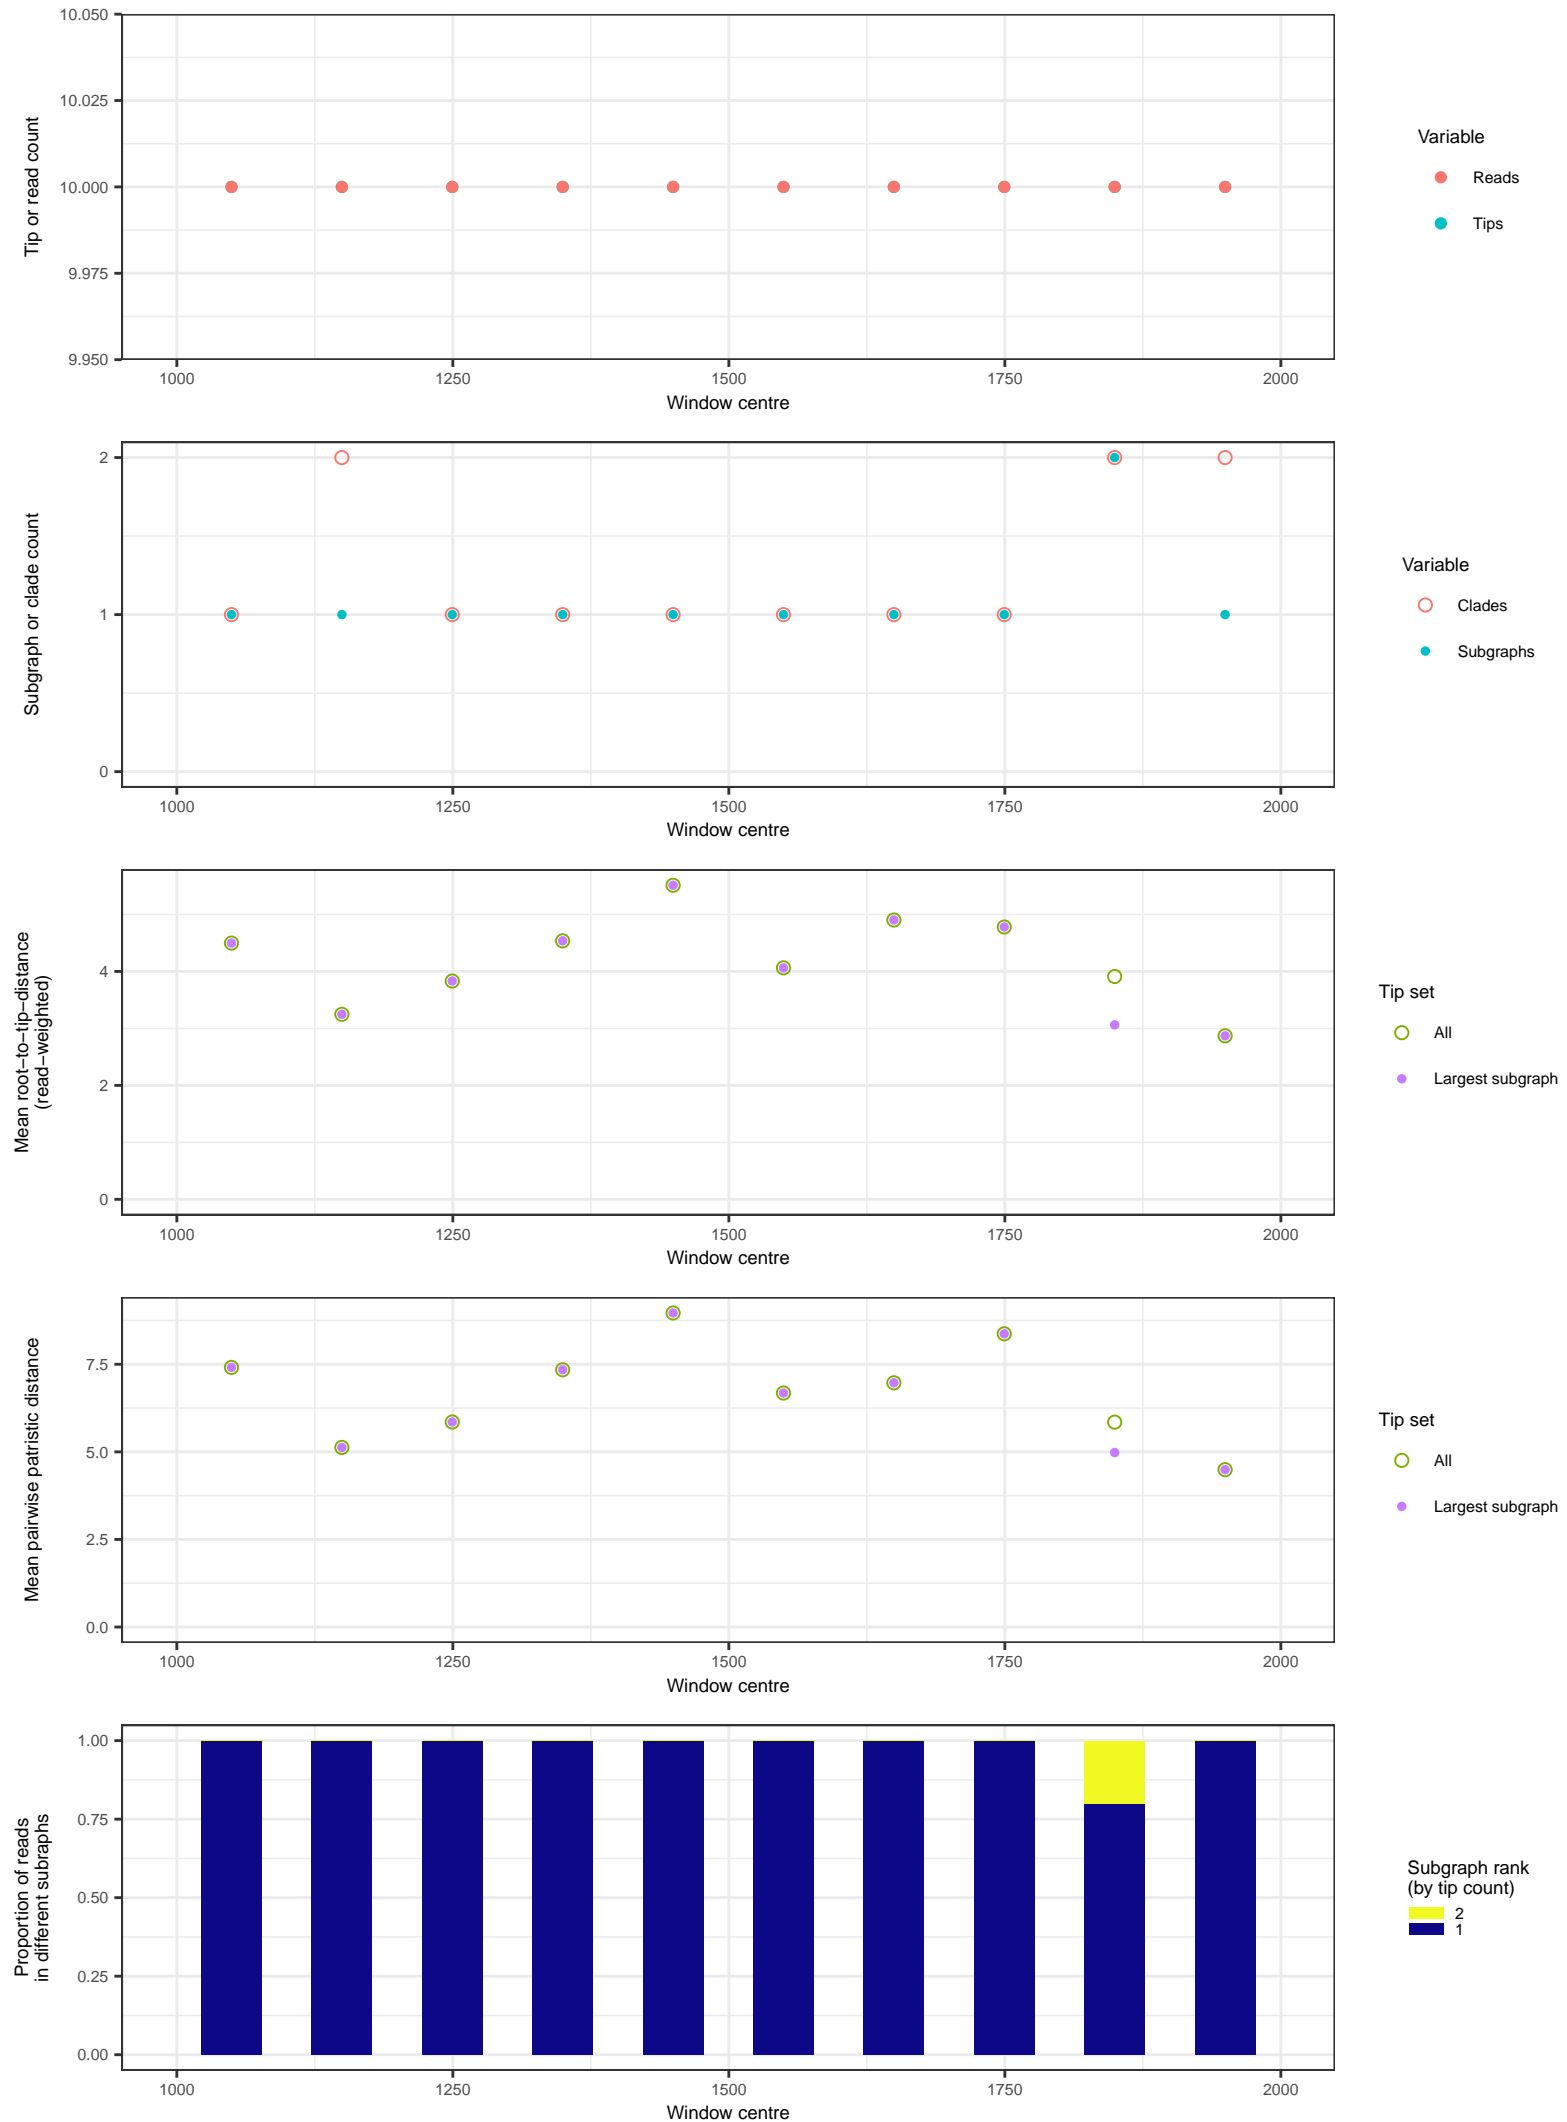 10.050
10.025
10.000
9.975
9.950
Tip or read count
1000 1250 1500 1750 2000
Window centre
Variable
Reads
Tips
2
1
0
Subgraph or clade count
1000 1250 1500 1750 2000
Window centre
Variable
Clades
Subgraphs
4
2
0
Mean root−to−tip−distance
(read−weighted)
1000 1250 1500 1750 2000
Window centre
Tip set
All
Largest subgraph
7.5
5.0
2.5
0.0
Mean pairwise patristic distance
1000 1250 1500 1750 2000
Window centre
Tip set
All
Largest subgraph
1.00
0.75
0.50
0.25
0.00
Proportion of reads
in different subraphs
1000 1250 1500 1750 2000
Window centre
Subgraph rank
(by tip count)
2
1